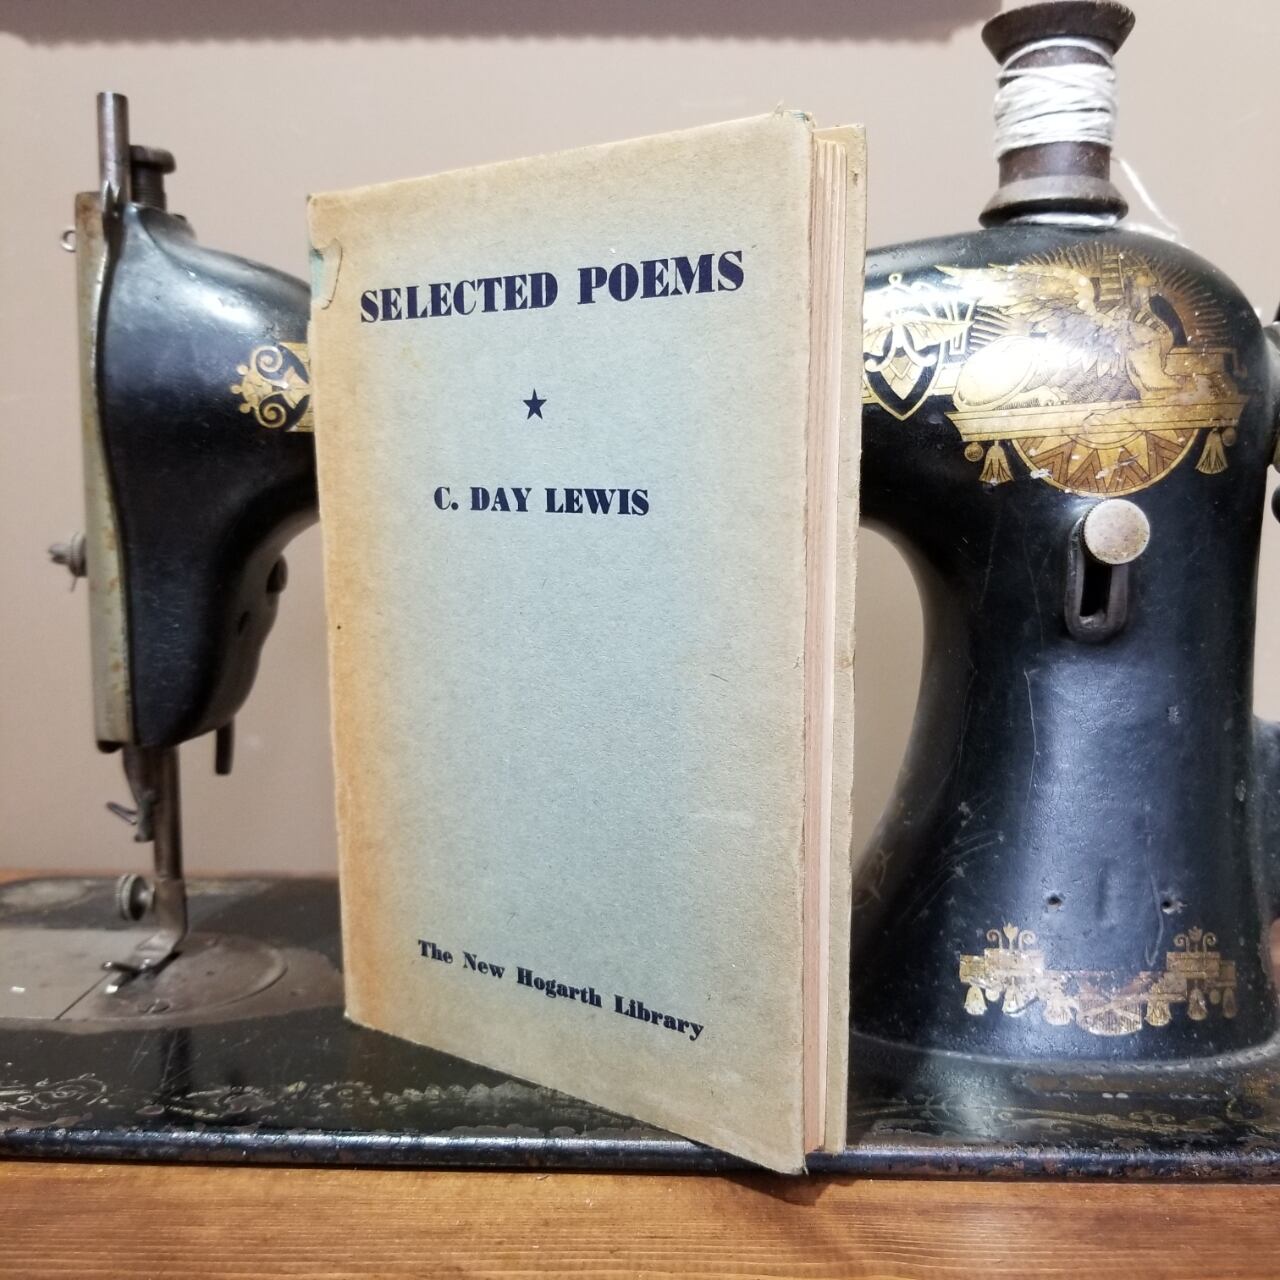 SELECTED POEMS
★
C. DAY LEWIS
The New Hogarth Library